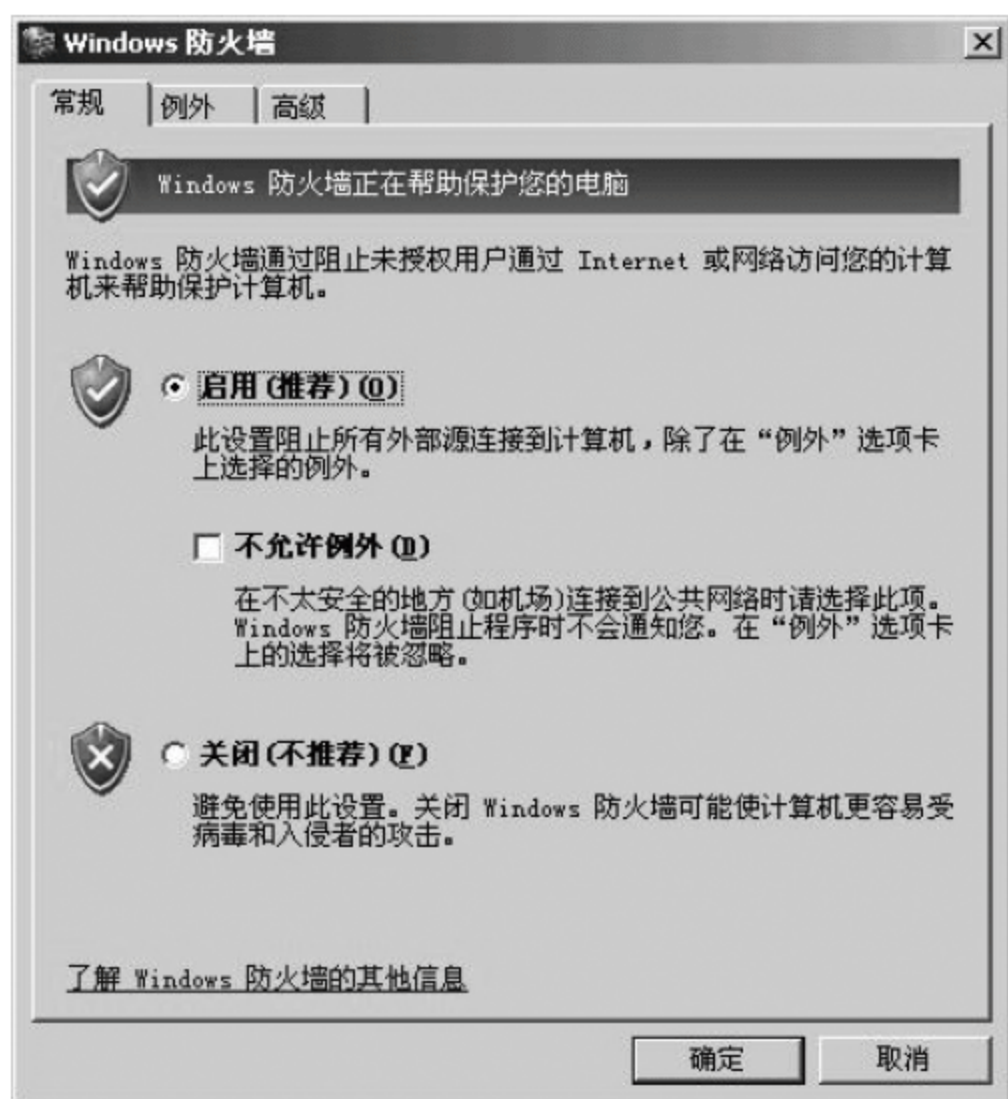 Windows 防火墙
常规 例外 高级
Windows 防火墙正在帮助保护您的电脑
Windows 防火墙通过阻止未授权用户通过 Internet 或网络访问您的计算
机来帮助保护计算机。
启用(推荐)(O)
此设置阻止所有外部源连接到计算机，除了在“例外”选项卡
上选择的例外。
不允许例外(D)
在不太安全的地方(如机场)连接到公共网络时请选择此项。
Windows 防火墙阻止程序时不会通知您。在“例外”选项卡
上的选择将被忽略。
关闭(不推荐)(F)
避免使用此设置。关闭 Windows 防火墙可能使计算机更容易受
病毒和入侵者的攻击。
了解 Windows 防火墙的其他信息
确定 取消